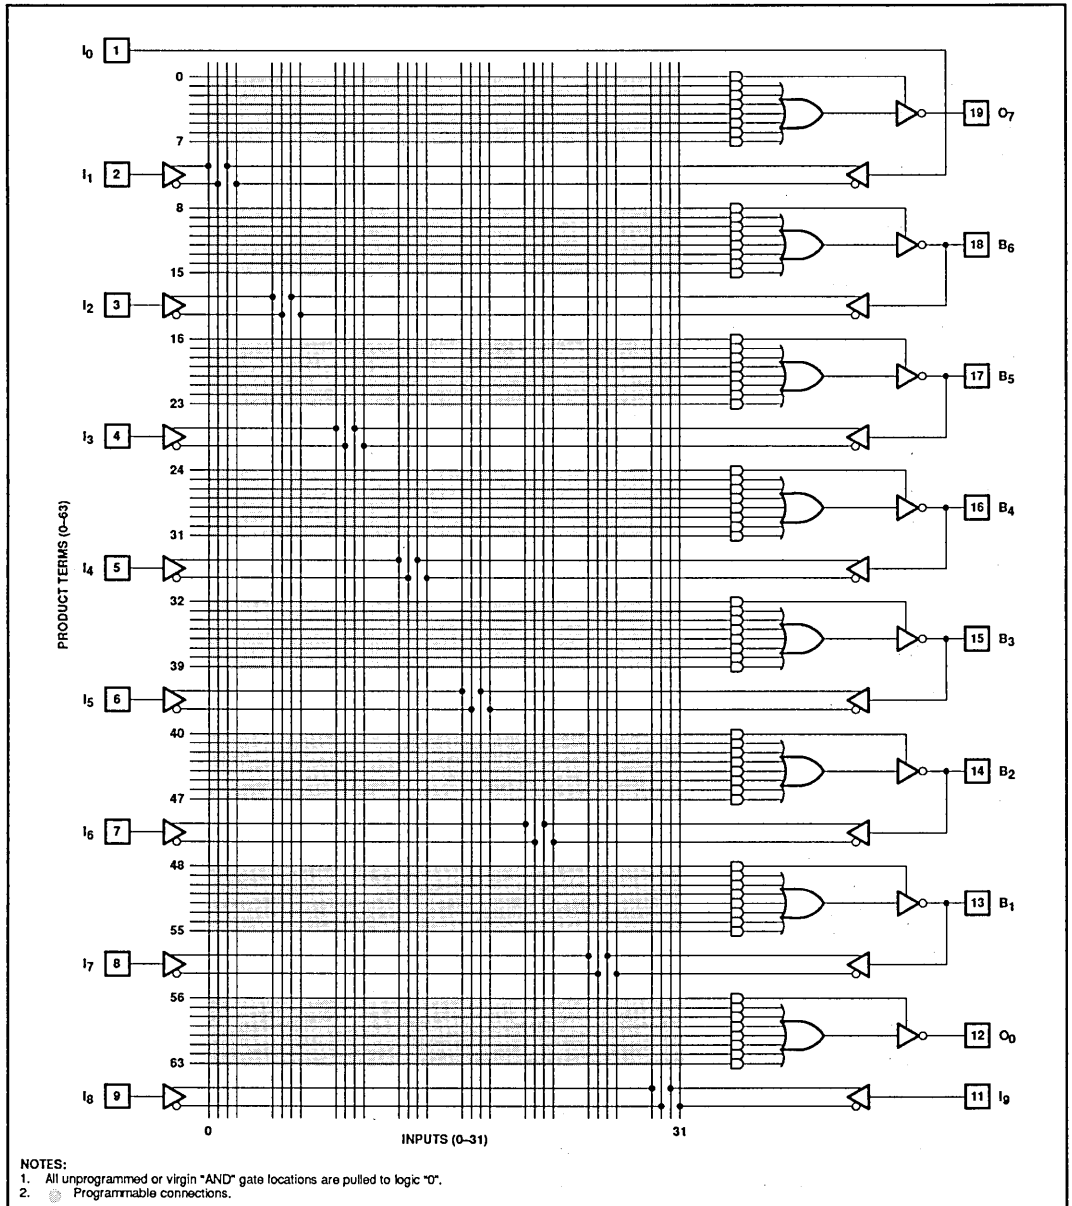 I0 1
0
19 O7
7
I1 2
8
18 B6
15
I2 3
16
17 B5
23
I3 4
24
16 B4
31
PRODUCT TERMS (0–63)
I4 5
32
15 B3
39
I5 6
40
14 B2
47
I6 7
48
13 B1
55
I7 8
56
12 O0
63
I8 9
11 I9
0 INPUTS (0–31) 31
NOTES:
1. All unprogrammed or virgin "AND" gate locations are pulled to logic "0".
2. Programmable connections.